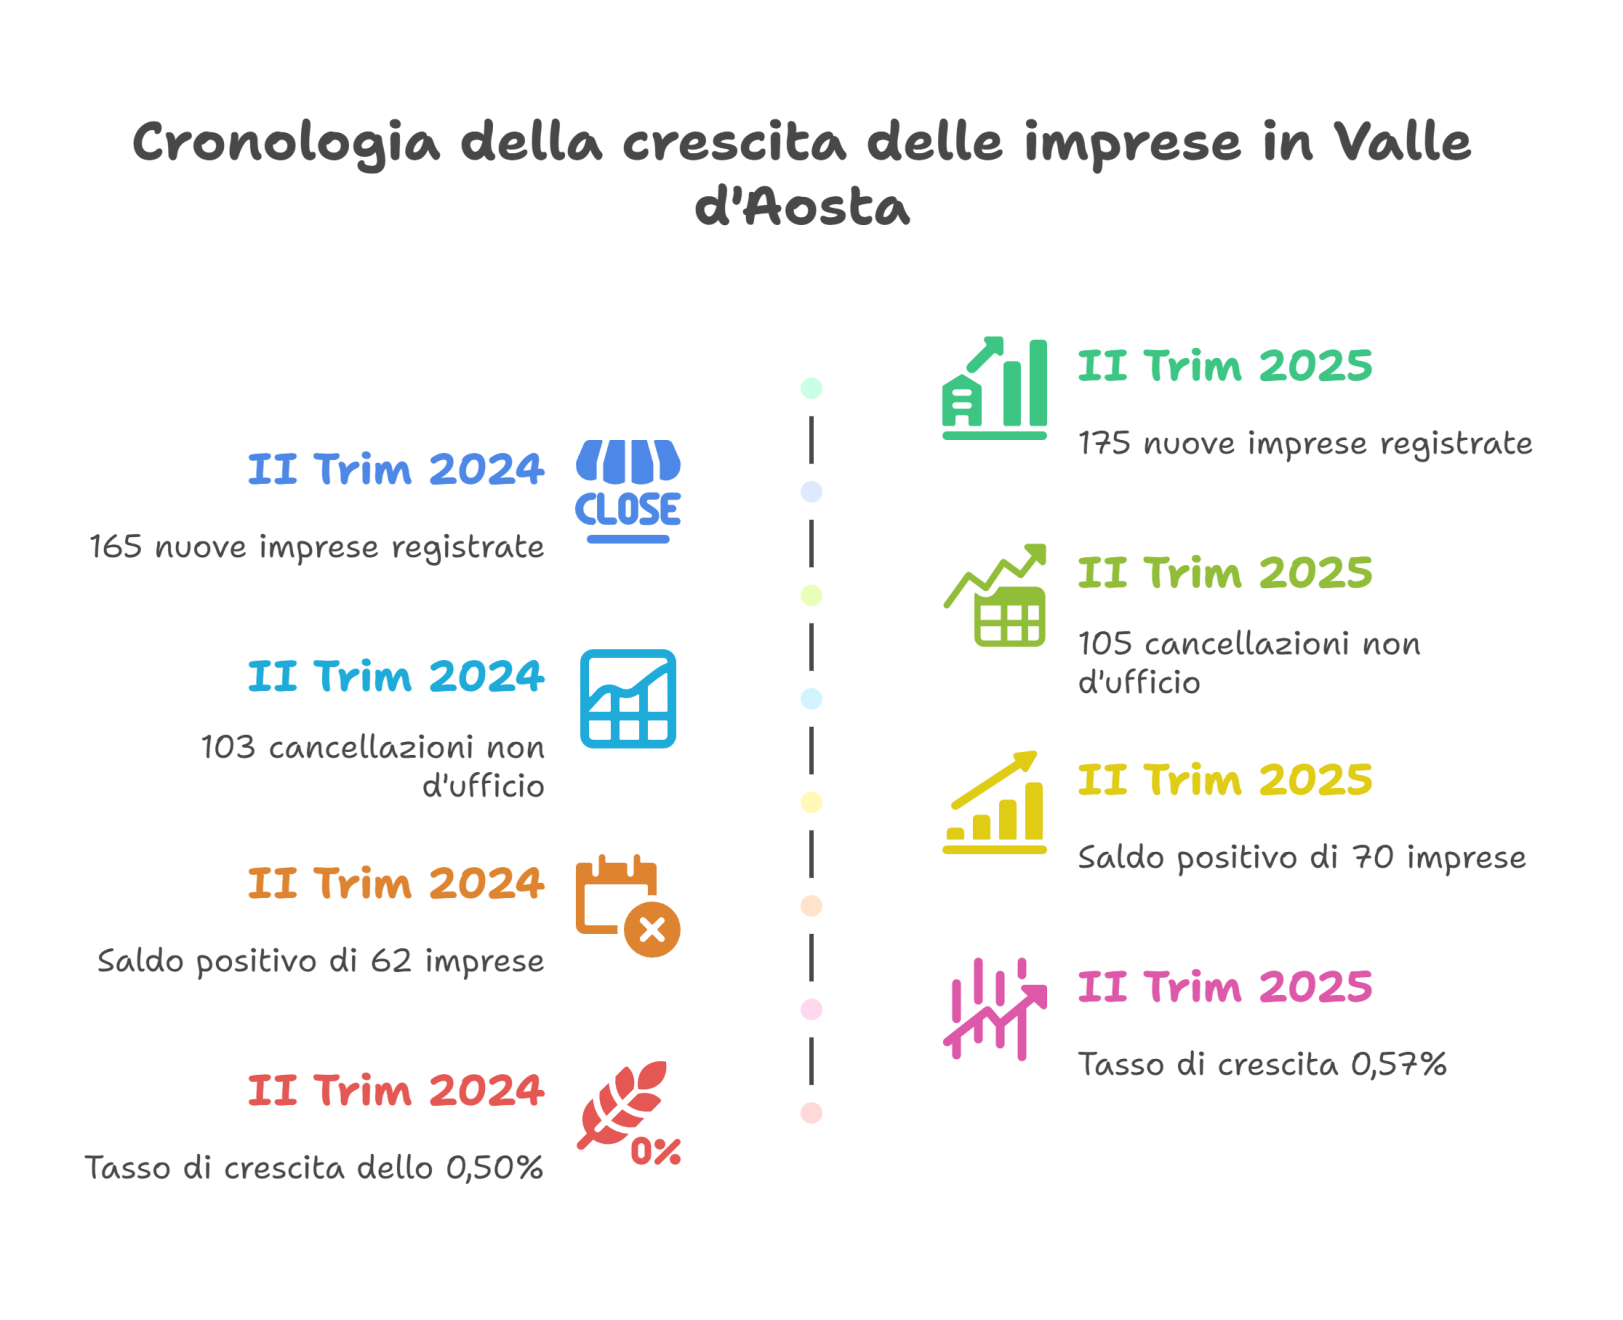 Cronologia della crescita delle imprese in Valle
d'Aosta
II Trim 2025
175 nuove imprese registrate
II Trim 2024
CLOSE
165 nuove imprese registrate
II Trim 2025
105 cancellazioni non
d'ufficio
II Trim 2024
103 cancellazioni non
d'ufficio
II Trim 2025
Saldo positivo di 70 imprese
II Trim 2024
Saldo positivo di 62 imprese
II Trim 2025
Tasso di crescita 0,57%
II Trim 2024
0%
Tasso di crescita dello 0,50%